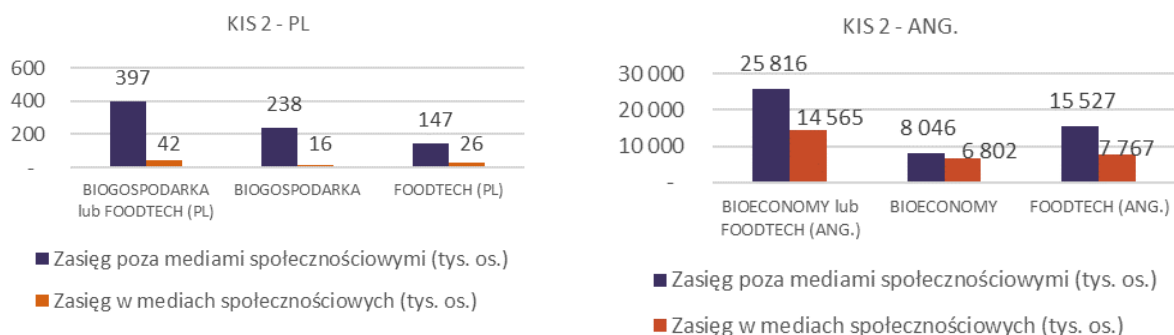 KIS 2 - PL
600
400
200
-
397
42
238
16
147
26
BIOGOSPODARKA
lub FOODTECH (PL)
BIOGOSPODARKA
FOODTECH (PL)
Zasięg poza mediami społecznościowymi (tys. os.)
Zasięg w mediach społecznościowych (tys. os.)
KIS 2 - ANG.
30 000
20 000
10 000
-
25 816
14 565
8 046
6 802
15 527
7 767
BIOECONOMY lub
FOODTECH (ANG.)
BIOECONOMY
FOODTECH (ANG.)
Zasięg poza mediami społecznościowymi (tys. os.)
Zasięg w mediach społecznościowych (tys. os.)